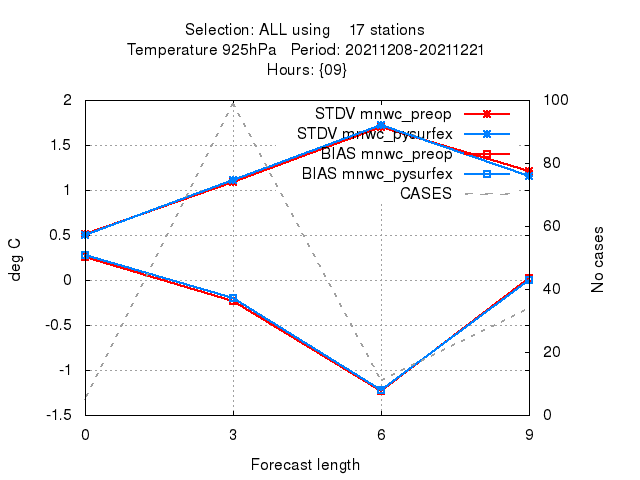 Selection: ALL using    17 stations
Temperature 925hPa   Period: 20211208-20211221
Hours: {09}
2
1.5
1
0.5
0
-0.5
-1
-1.5
deg C
STDV mnwc_preop
STDV mnwc_pysurfex
BIAS mnwc_preop
BIAS mnwc_pysurfex
CASES
100
80
60
40
20
0
No cases
0 3 6 9
Forecast length